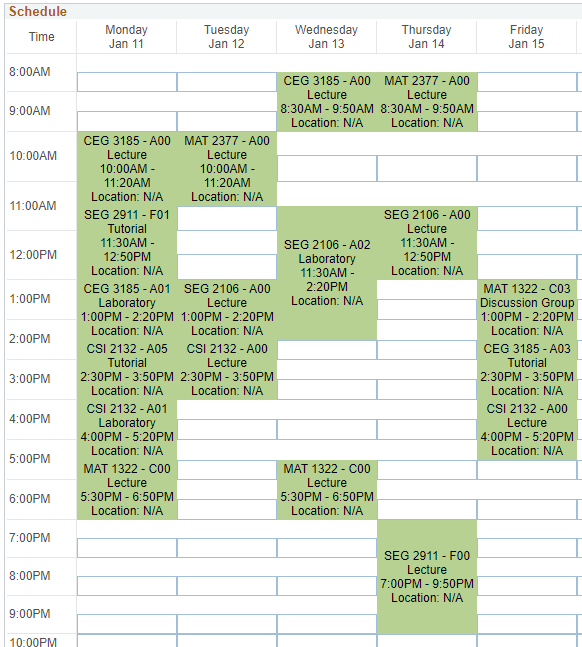 Schedule
Time
Monday
Jan 11
Tuesday
Jan 12
Wednesday
Jan 13
Thursday
Jan 14
Friday
Jan 15
8:00AM
CEG 3185 - A00
Lecture
8:30AM - 9:50AM
Location: N/A
MAT 2377 - A00
Lecture
8:30AM - 9:50AM
Location: N/A
9:00AM
10:00AM
CEG 3185 - A00
Lecture
10:00AM -
11:20AM
Location: N/A
MAT 2377 - A00
Lecture
10:00AM -
11:20AM
Location: N/A
11:00AM
SEG 2911 - F01
Tutorial
11:30AM -
12:50PM
Location: N/A
SEG 2106 - A02
Laboratory
11:30AM -
2:20PM
Location: N/A
SEG 2106 - A00
Lecture
11:30AM -
12:50PM
Location: N/A
12:00PM
1:00PM
CEG 3185 - A01
Laboratory
1:00PM - 2:20PM
Location: N/A
SEG 2106 - A00
Lecture
1:00PM - 2:20PM
Location: N/A
MAT 1322 - C03
Discussion Group
1:00PM - 2:20PM
Location: N/A
2:00PM
CSI 2132 - A05
Tutorial
2:30PM - 3:50PM
Location: N/A
CSI 2132 - A00
Lecture
2:30PM - 3:50PM
Location: N/A
CEG 3185 - A03
Tutorial
2:30PM - 3:50PM
Location: N/A
3:00PM
4:00PM
CSI 2132 - A01
Laboratory
4:00PM - 5:20PM
Location: N/A
CSI 2132 - A00
Lecture
4:00PM - 5:20PM
Location: N/A
5:00PM
MAT 1322 - C00
Lecture
5:30PM - 6:50PM
Location: N/A
MAT 1322 - C00
Lecture
5:30PM - 6:50PM
Location: N/A
6:00PM
7:00PM
SEG 2911 - F00
Lecture
7:00PM - 9:50PM
Location: N/A
8:00PM
9:00PM
10:00PM